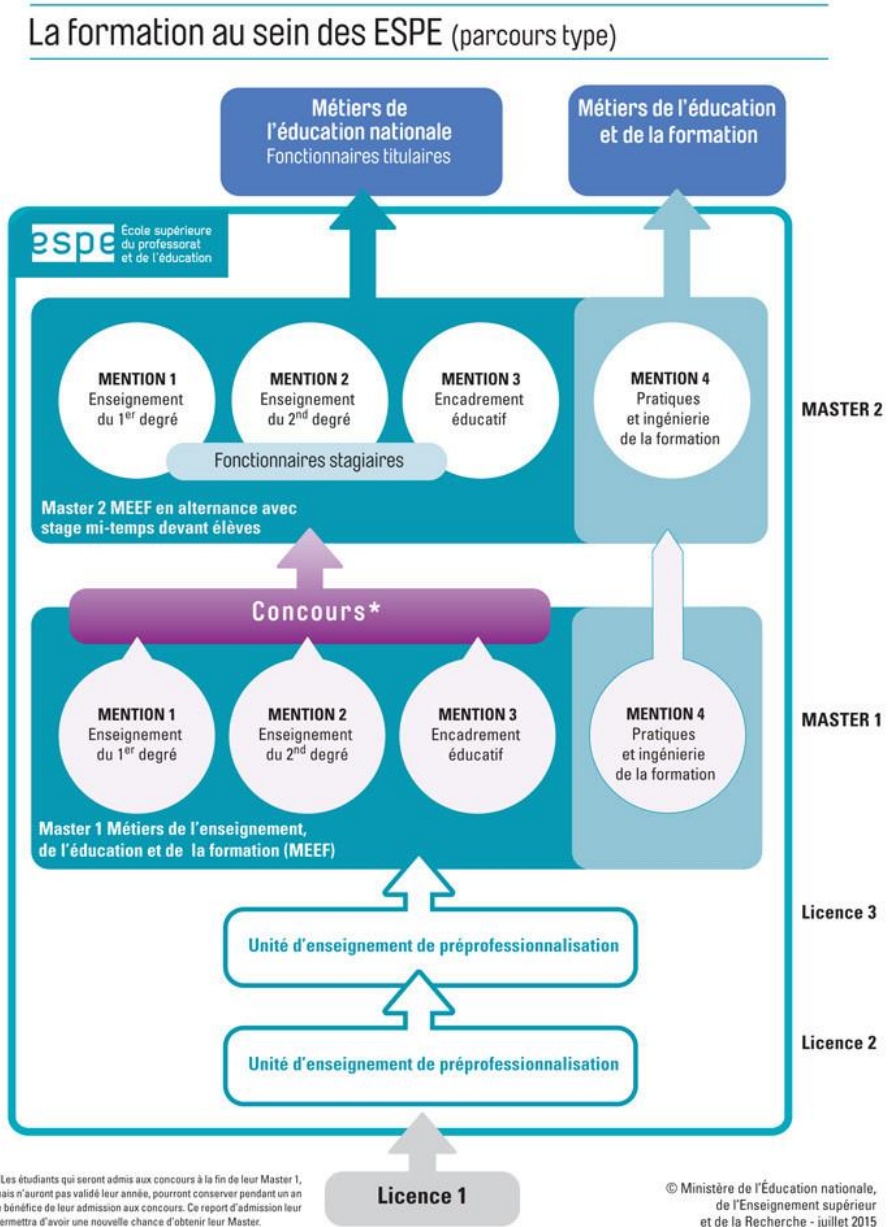 La formation au sein des ESPE (parcours type)
Métiers de
l'éducation nationale
Fonctionnaires titulaires
Métiers de l'éducation
et de la formation
espe
École supérieure
du professorat
et de l'éducation
MENTION 1
Enseignement
du 1er degré
MENTION 2
Enseignement
du 2nd degré
MENTION 3
Encadrement
éducatif
MENTION 4
Pratiques
et ingénierie
de la formation
MASTER 2
Fonctionnaires stagiaires
Master 2 MEEF en alternance avec
stage mi-temps devant élèves
Concours*
MENTION 1
Enseignement
du 1er degré
MENTION 2
Enseignement
du 2nd degré
MENTION 3
Encadrement
éducatif
MENTION 4
Pratiques
et ingénierie
de la formation
MASTER 1
Master 1 Métiers de l'enseignement,
de l'éducation et de la formation (MEEF)
Licence 3
Unité d'enseignement de préprofessionnalisation
Licence 2
Unité d'enseignement de préprofessionnalisation
Licence 1
Les étudiants qui seront admis aux concours à la fin de leur Master 1,
n'auront pas validé leur année, pourront conserver pendant un an
bénéfice de leur admission aux concours. Ce report d'admission leur
d'avoir une nouvelle chance d'obtenir leur Master.
© Ministère de l'Éducation nationale,
de l'Enseignement supérieur
et de la Recherche - juillet 2015